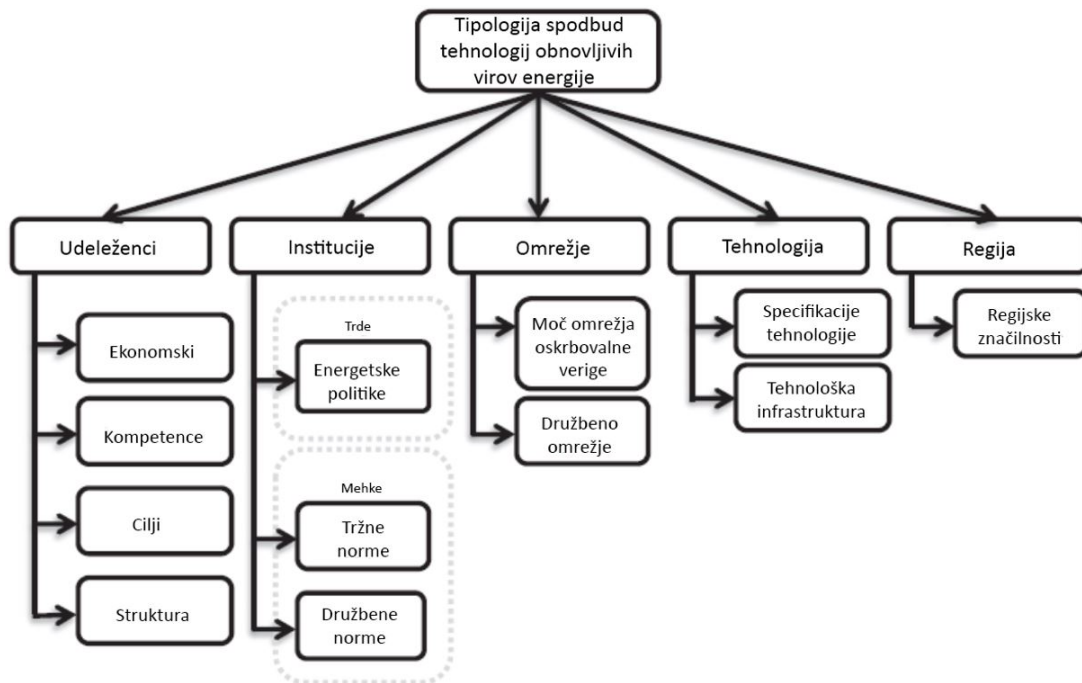 Tipologija spodbud
tehnologij obnovljivih
virov energije
Udeleženci
Ekonomski
Kompetence
Cilji
Struktura
Institucije
Trde
Energetske
politike
Mehke
Tržne
norme
Družbene
norme
Omrežje
Moč omrežja
oskrbovalne
verige
Družbeno
omrežje
Tehnologija
Specifikacije
tehnologije
Tehnološka
infrastruktura
Regija
Regijske
značilnosti